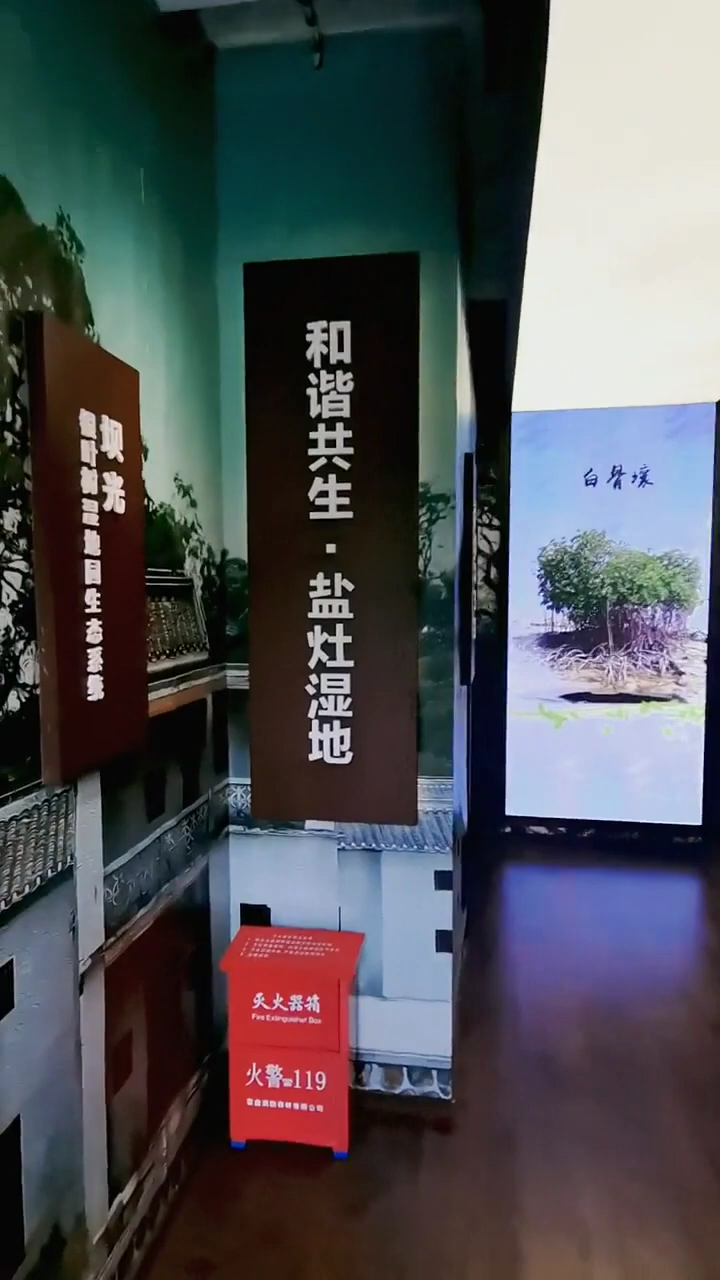 坝光
银叶树湿地园生态系统
和谐共生·盐灶湿地
白骨壤
灭火器箱
Fire Extinguisher Box
火警☎119